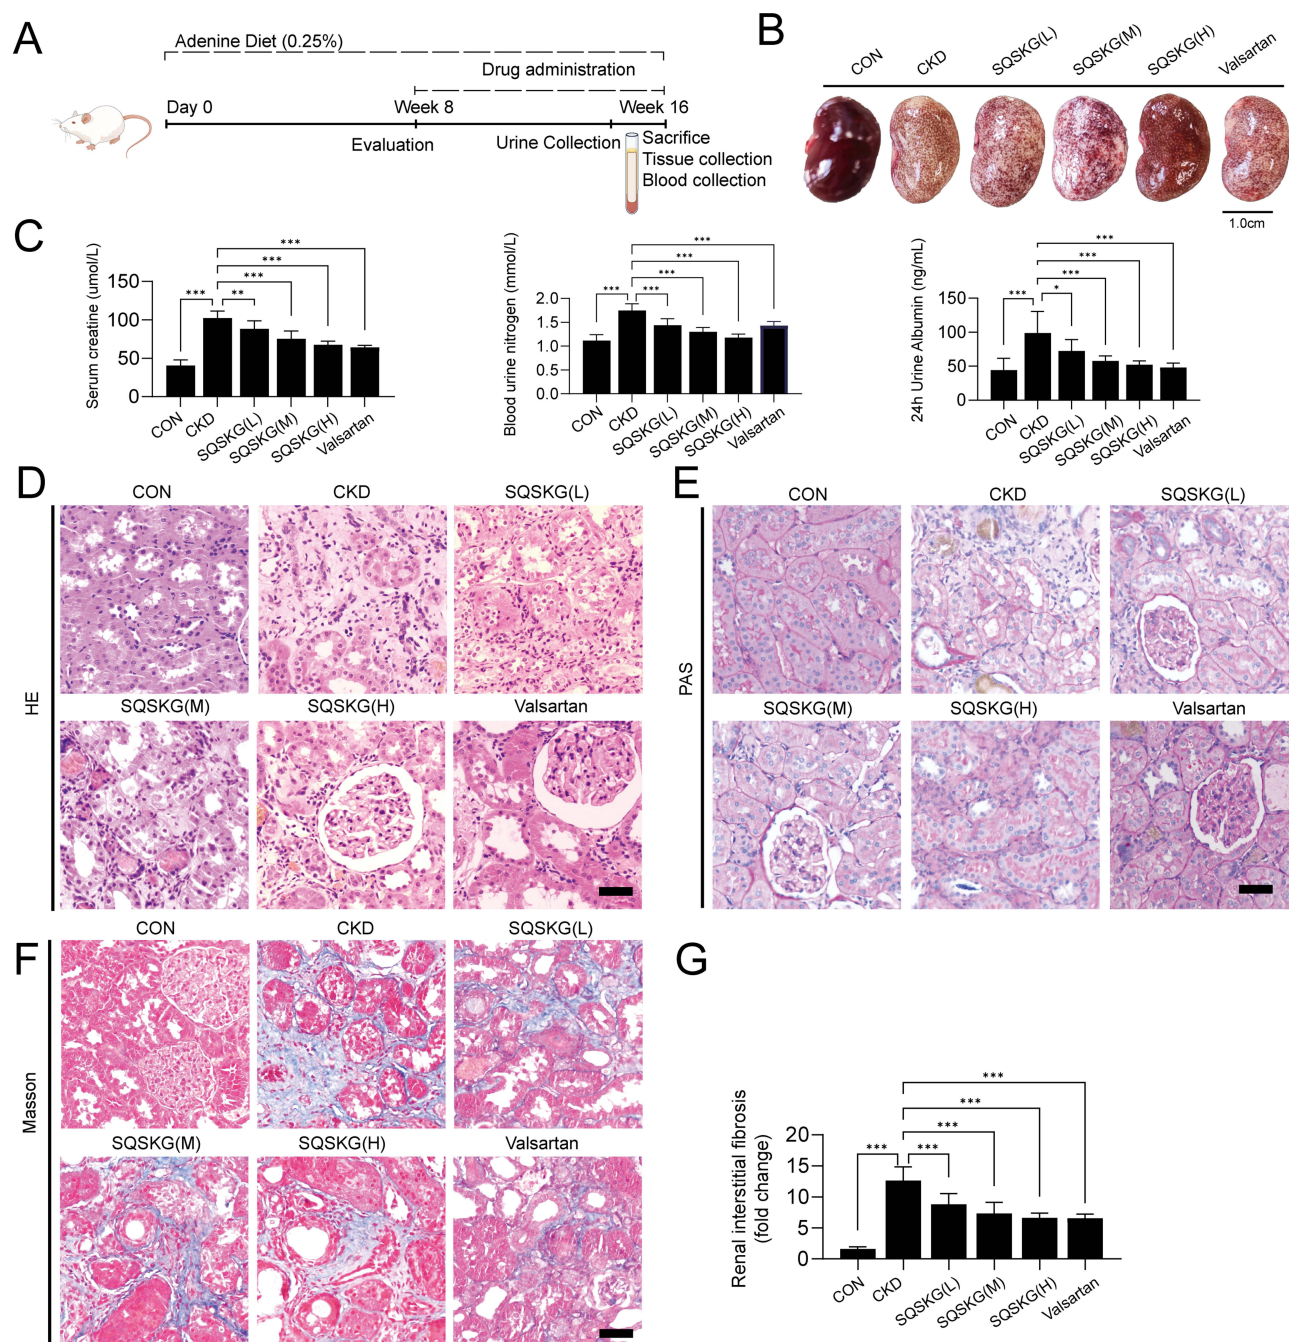 A
Adenine Diet (0.25%)
Drug administration
Day 0
Week 8
Week 16
Evaluation
Urine Collection
Sacrifice
Tissue collection
Blood collection
B
CON
CKD
SQSKG(L)
SQSKG(M)
SQSKG(H)
Valsartan
1.0cm
C
Serum creatine (umol/L)
150
100
50
0
***
**
***
***
***
CON
CKD
SQSKG(L)
SQSKG(M)
SQSKG(H)
Valsartan
Blood urine nitrogen (mmol/L)
2.0
1.5
1.0
0.5
0.0
***
***
***
***
***
CON
CKD
SQSKG(L)
SQSKG(M)
SQSKG(H)
Valsartan
24h Urine Albumin (ng/mL)
150
100
50
0
***
*
***
***
***
CON
CKD
SQSKG(L)
SQSKG(M)
SQSKG(H)
Valsartan
D
HE
CON
CKD
SQSKG(L)
SQSKG(M)
SQSKG(H)
Valsartan
E
PAS
CON
CKD
SQSKG(L)
SQSKG(M)
SQSKG(H)
Valsartan
F
Masson
CON
CKD
SQSKG(L)
SQSKG(M)
SQSKG(H)
Valsartan
G
Renal interstitial fibrosis
(fold change)
20
15
10
5
0
***
***
***
***
***
CON
CKD
SQSKG(L)
SQSKG(M)
SQSKG(H)
Valsartan